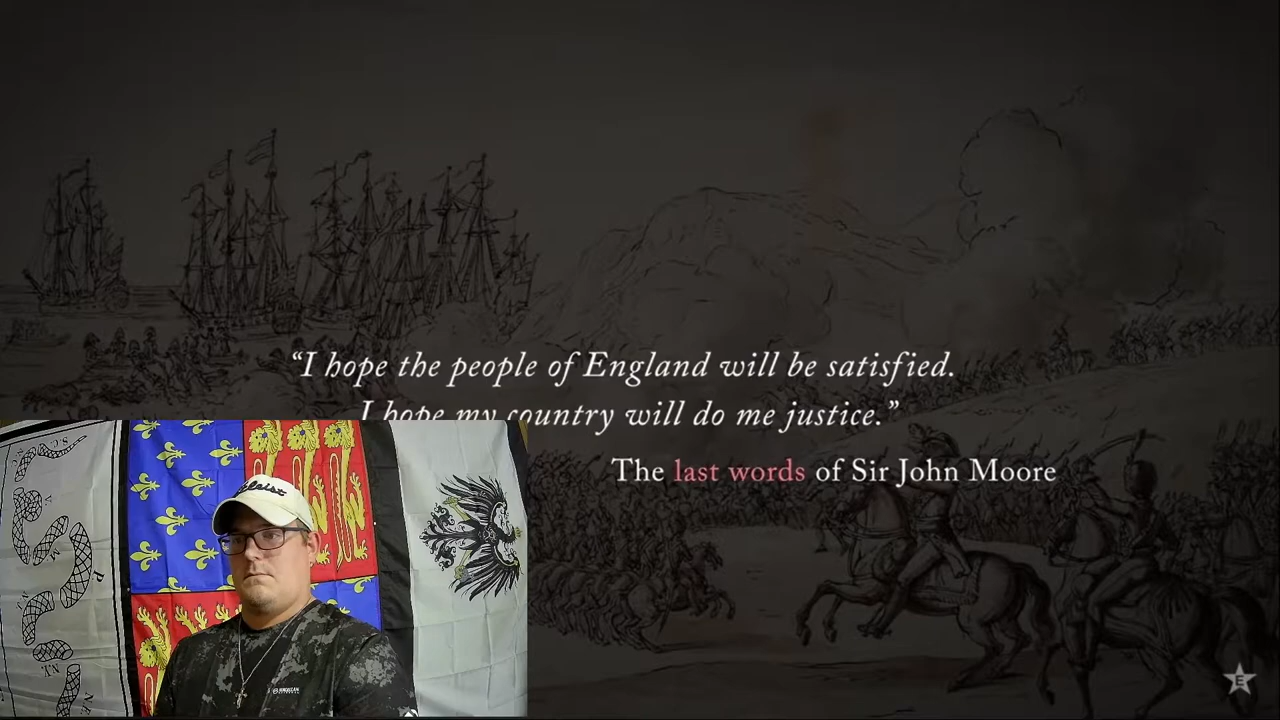 “I hope the people of England will be satisfied.
I hope my country will do me justice.”
The last words of Sir John Moore
S.C.
N.C.
V.
M.
P.
N.Y.
N.E.
E